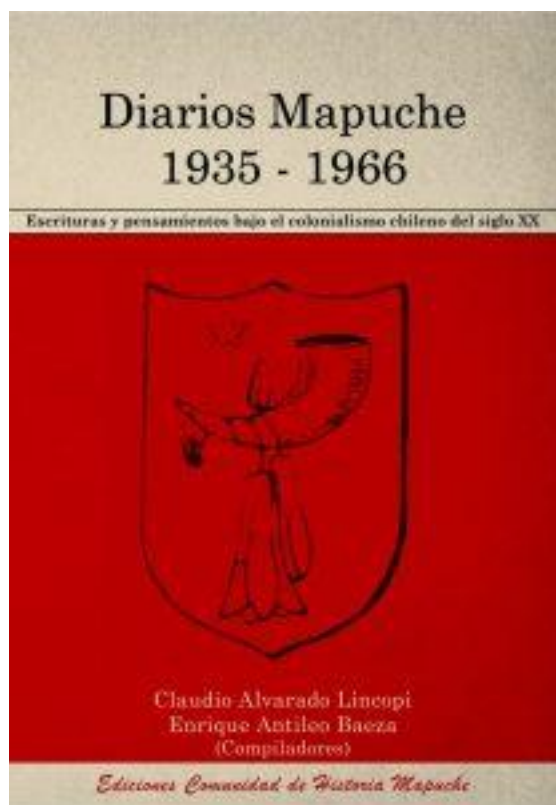 Diarios Mapuche
1935 - 1966
Escrituras y pensamientos bajo el colonialismo chileno del siglo XX
Claudio Alvarado Lincopi
Enrique Antileo Baeza
(Compiladores)
Ediciones Comunidad de Historia Mapuche